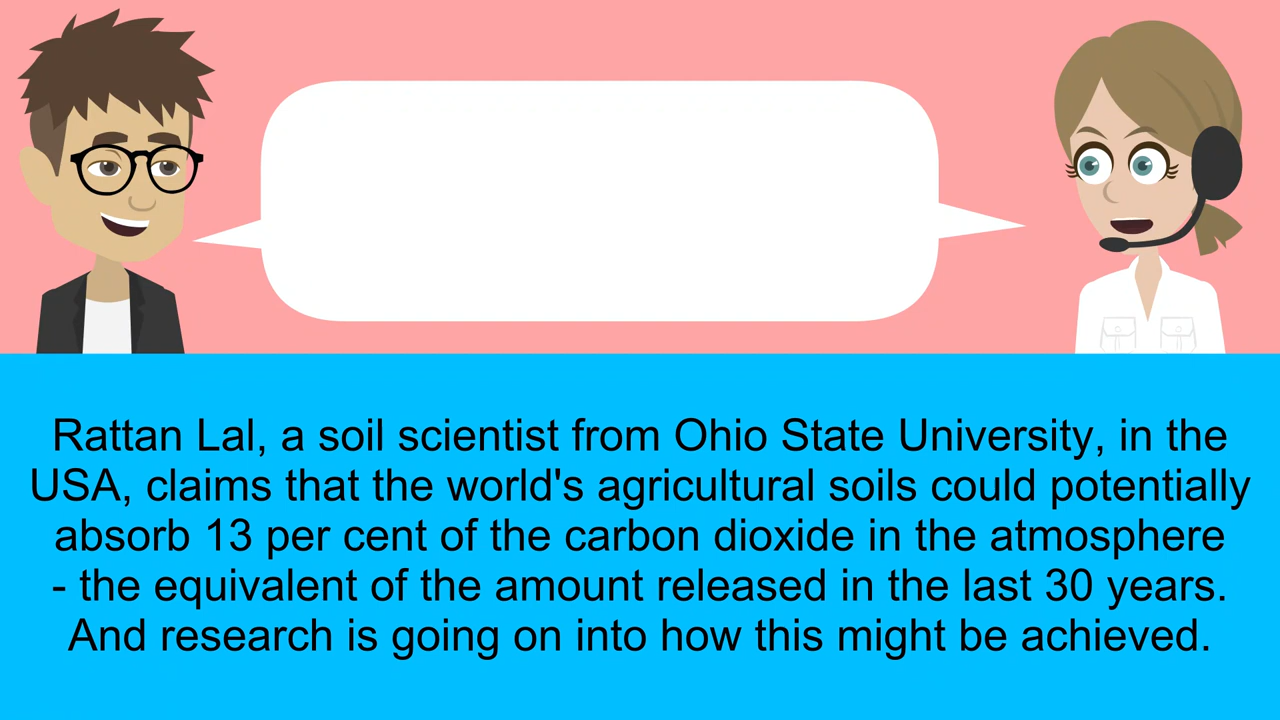 Rattan Lal, a soil scientist from Ohio State University, in the
USA, claims that the world's agricultural soils could potentially
absorb 13 per cent of the carbon dioxide in the atmosphere
- the equivalent of the amount released in the last 30 years.
And research is going on into how this might be achieved.